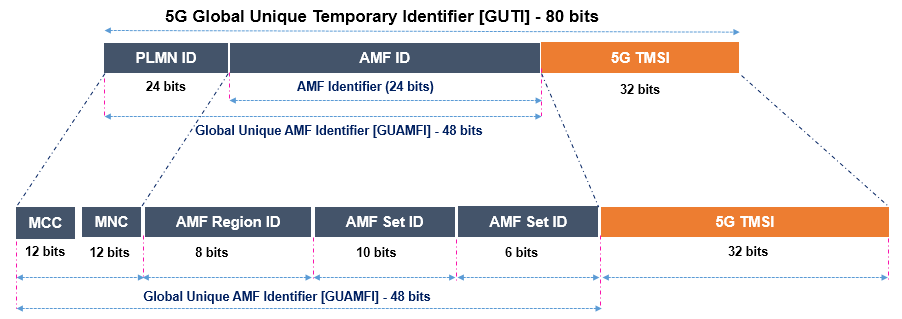 5G Global Unique Temporary Identifier [GUTI] - 80 bits
PLMN ID AMF ID 5G TMSI
24 bits AMF Identifier (24 bits) 32 bits
Global Unique AMF Identifier [GUAMFI] - 48 bits
MCC MNC AMF Region ID AMF Set ID AMF Set ID 5G TMSI
12 bits 12 bits 8 bits 10 bits 6 bits 32 bits
Global Unique AMF Identifier [GUAMFI] - 48 bits